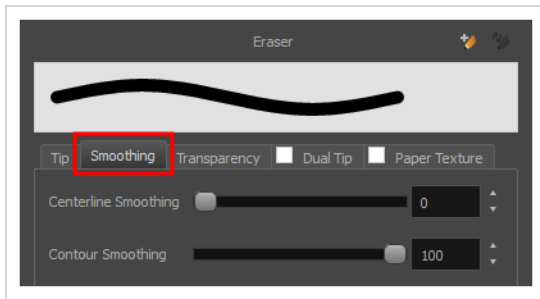 Eraser
Tip Smoothing Transparency Dual Tip Paper Texture
Centerline Smoothing 0
Contour Smoothing 100